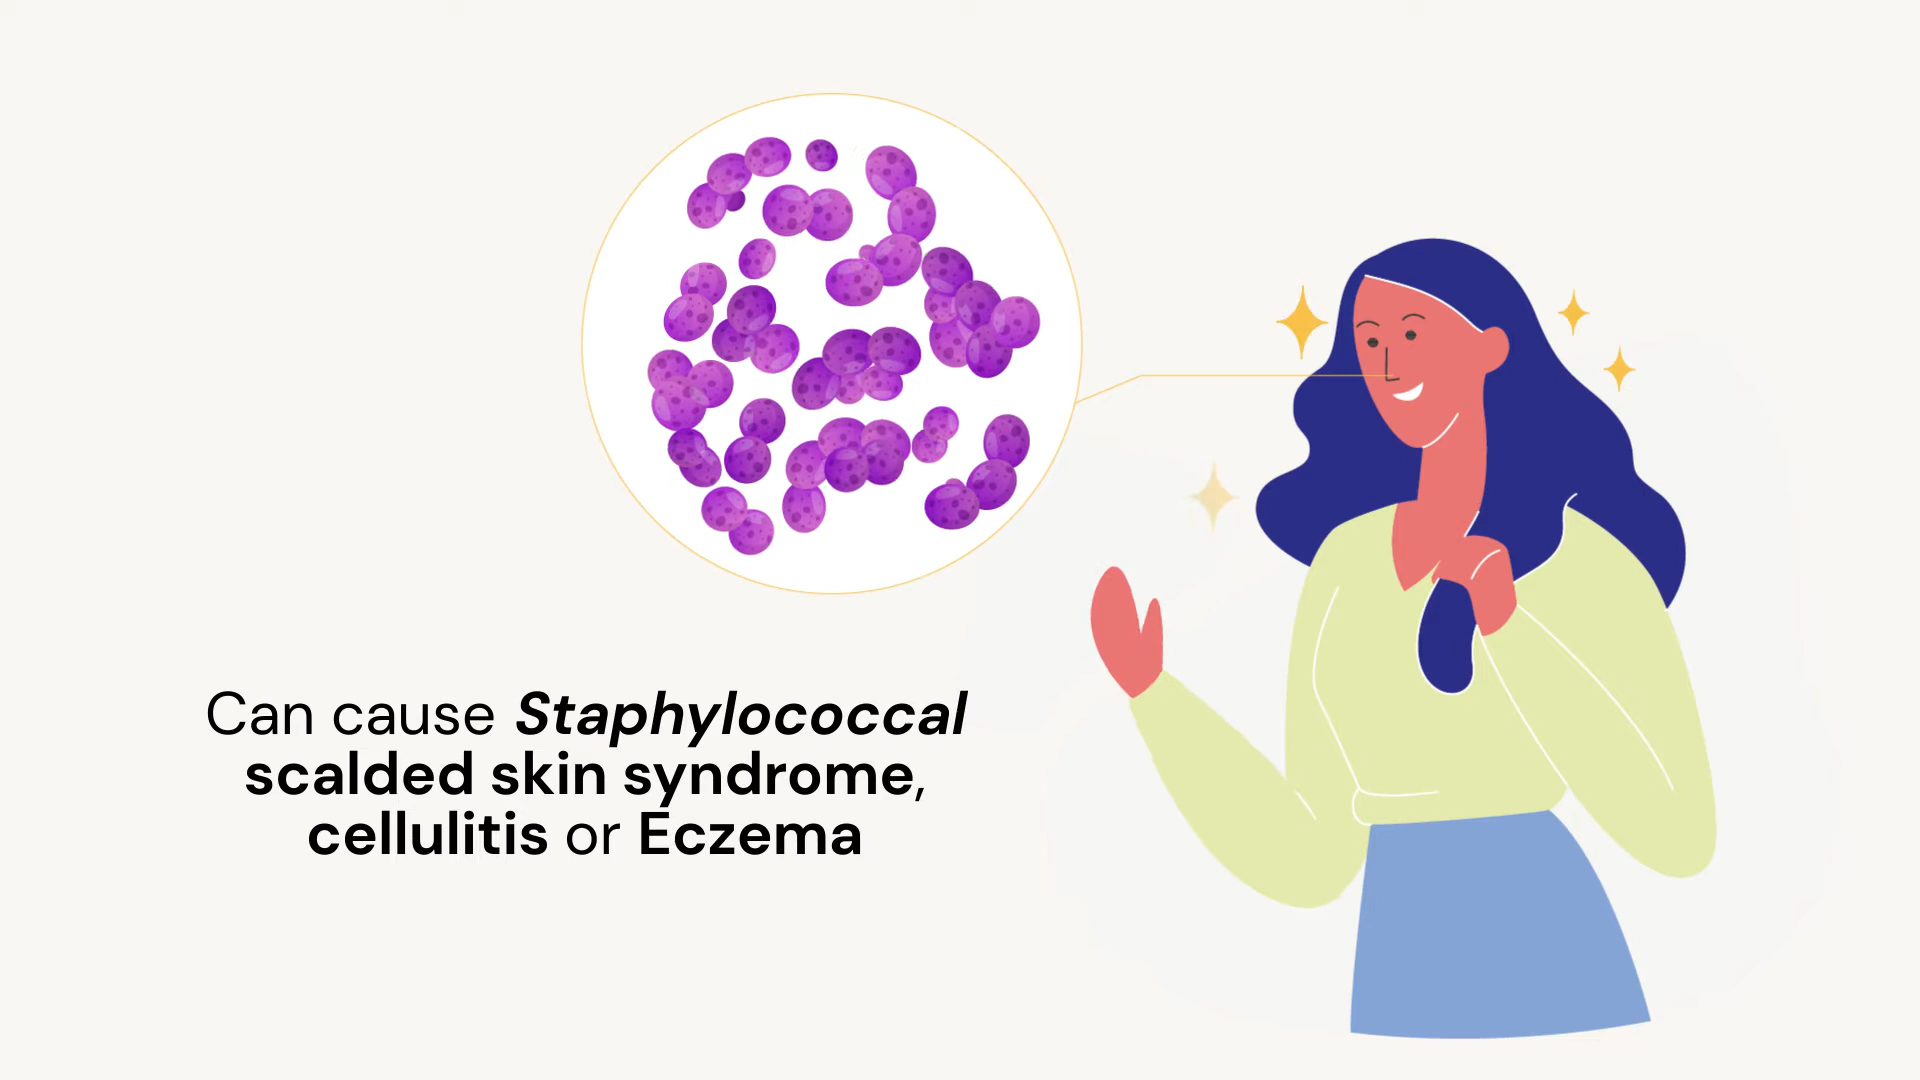 Can cause Staphylococcal
scalded skin syndrome,
cellulitis or Eczema